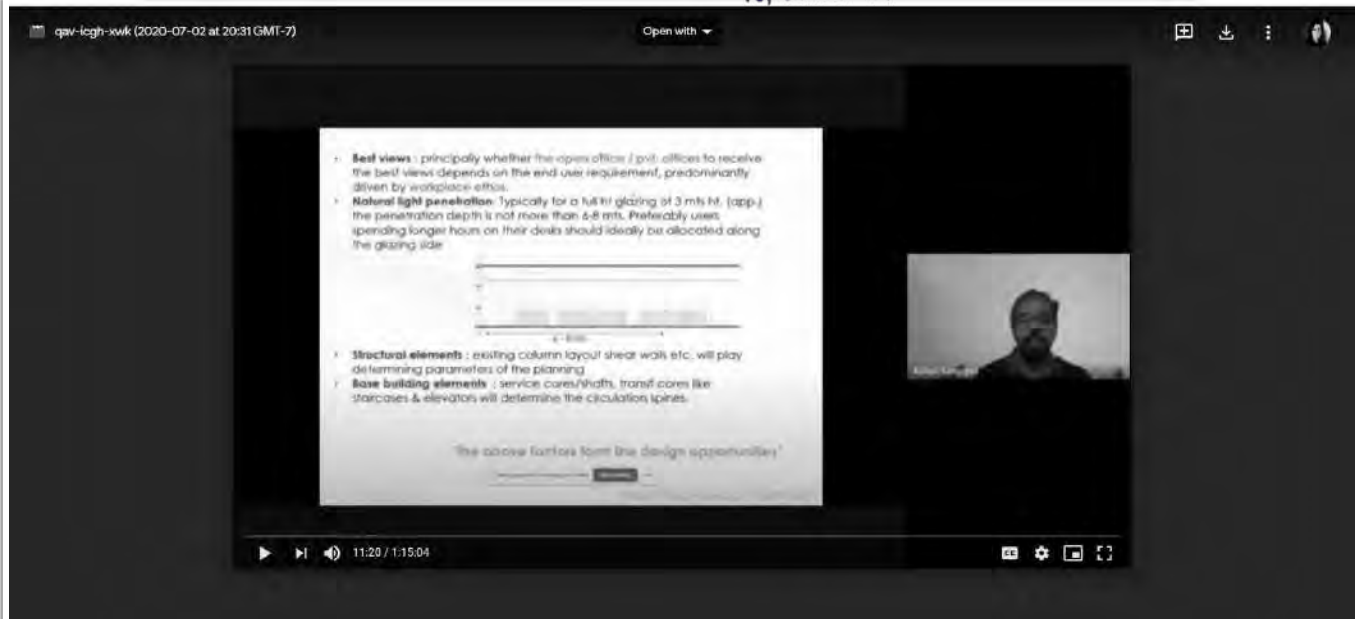 qav-icgh-xwk (2020-07-02 at 20:31 GMT-7)
Open with
Best views : principally whether the open office / pvt. offices to receive
the best views depends on the end user requirement, predominantly
driven by workplace ethos.
Natural light penetration: Typically for a full ht glazing of 3 mts ht. (app.)
the penetration depth is not more than 6-8 mts. Preferably users
spending longer hours on their desks should ideally be allocated along
the glazing side
Structural elements : existing column layout shear walls etc. will play
determining parameters of the planning
Base building elements : service cores/shafts, transit cores like
staircases & elevators will determine the circulation spines.
'The above factors form the design opportunities'
11:20 / 1:15:04
CC